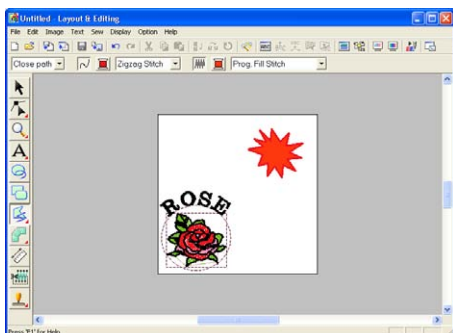 Untitled - Layout & Editing
File Edit Image Text Sew Display Option Help
Close path Zigzag Stitch Prog. Fill Stitch
A
ROSE
Press "F1" for Help.